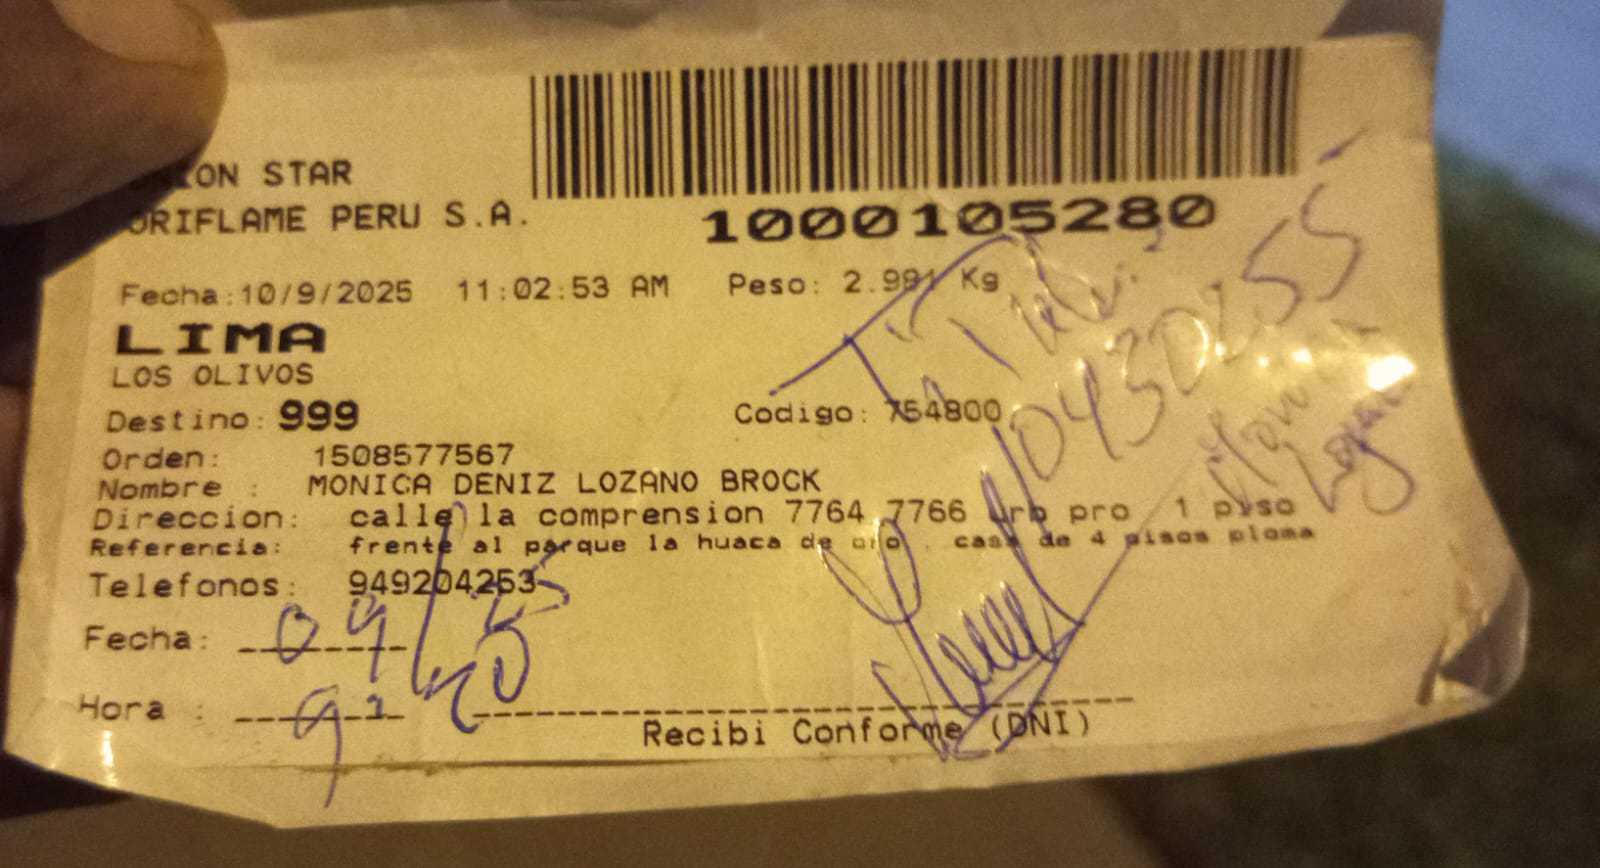 ON STAR
ORIFLAME PERU S.A.
1000105280
Fecha:10/9/2025 11:02:53 AM Peso: 2.991 Kg
LIMA
LOS OLIVOS
Destino: 999
Codigo: 754800
Orden: 1508577567
Nombre : MONICA DENIZ LOZANO BROCK
Direccion: calle la comprension 7764 7766 urb pro 1 piso
Referencia: frente al parque la huaca de oro . casa de 4 pisos ploma
Telefonos: 949204253
Fecha:
Hora :
Recibi Conforme (DNI)
10430255